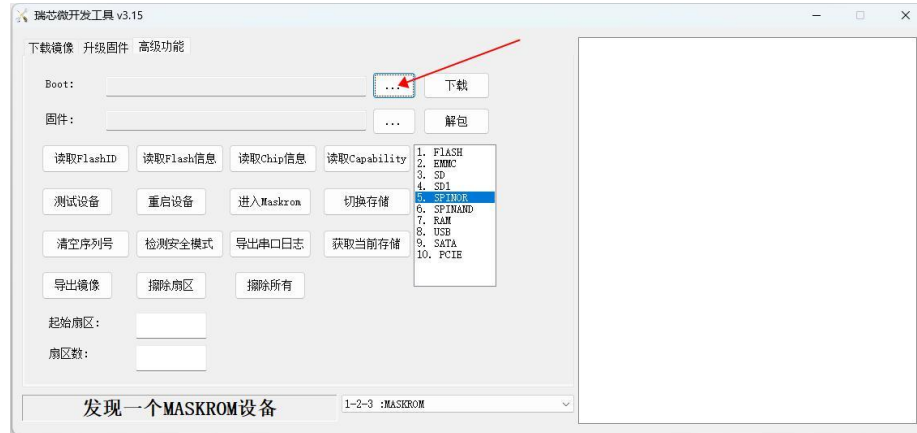 瑞芯微开发工具 v3.15
下载镜像 升级固件 高级功能
Boot: ... 下载
固件: ... 解包
读取FlashID 读取Flash信息 读取Chip信息 读取Capability
测试设备 重启设备 进入Maskrom 切换存储
清空序列号 检测安全模式 导出串口日志 获取当前存储
导出镜像 擦除扇区 擦除所有
1. FLASH
2. EMMC
3. SD
4. SD1
5. SPINOR
6. SPINAND
7. RAM
8. USB
9. SATA
10. PCIE
起始扇区:
扇区数:
发现一个MASKROM设备 1-2-3 :MASKROM